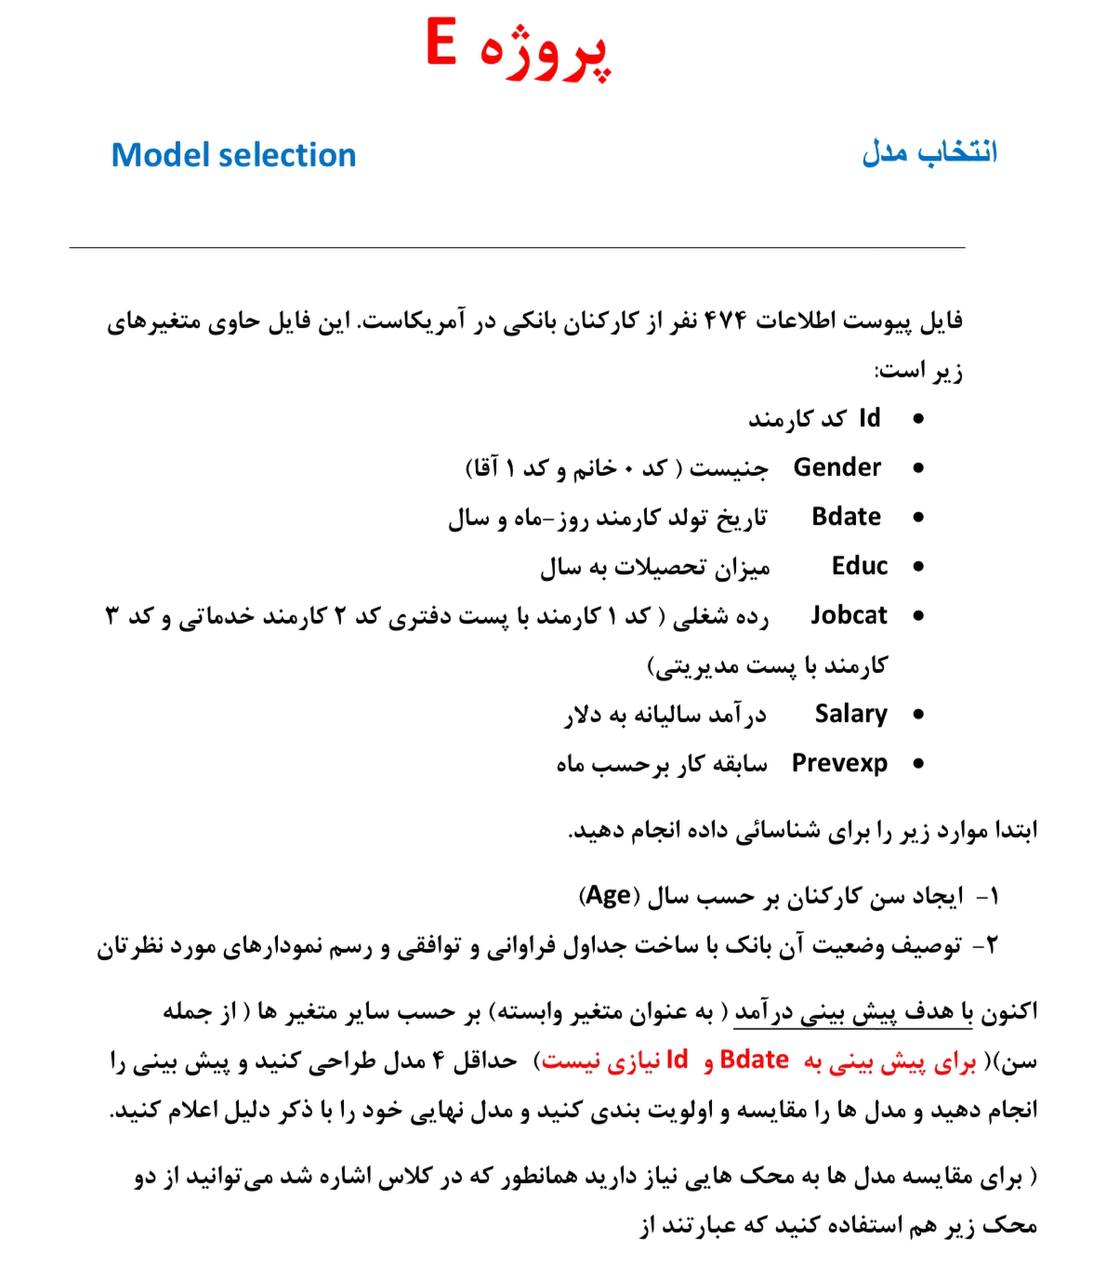 پروژه E
انتخاب مدل Model selection
فایل پیوست اطلاعات ۴۷۴ نفر از کارکنان بانکی در آمریکاست. این فایل حاوی متغیرهای
زیر است:
• Id کد کارمند
• Gender جنیست ( کد ۰ خانم و کد ۱ آقا)
• Bdate تاریخ تولد کارمند روز-ماه و سال
• Educ میزان تحصیلات به سال
• Jobcat رده شغلی ( کد ۱ کارمند با پست دفتری کد ۲ کارمند خدماتی و کد ۳
کارمند با پست مدیریتی)
• Salary درآمد سالیانه به دلار
• Prevexp سابقه کار برحسب ماه
ابتدا موارد زیر را برای شناسائی داده انجام دهید.
۱- ایجاد سن کارکنان بر حسب سال (Age)
۲- توصیف وضعیت آن بانک با ساخت جداول فراوانی و توافقی و رسم نمودارهای مورد نظرتان
اکنون با هدف پیش بینی درآمد ( به عنوان متغیر وابسته) بر حسب سایر متغیر ها ( از جمله
سن)( برای پیش بینی به Bdate و Id نیازی نیست) حداقل ۴ مدل طراحی کنید و پیش بینی را
انجام دهید و مدل ها را مقایسه و اولویت بندی کنید و مدل نهایی خود را با ذکر دلیل اعلام کنید.
( برای مقایسه مدل ها به محک هایی نیاز دارید همانطور که در کلاس اشاره شد می‌توانید از دو
محک زیر هم استفاده کنید که عبارتند از